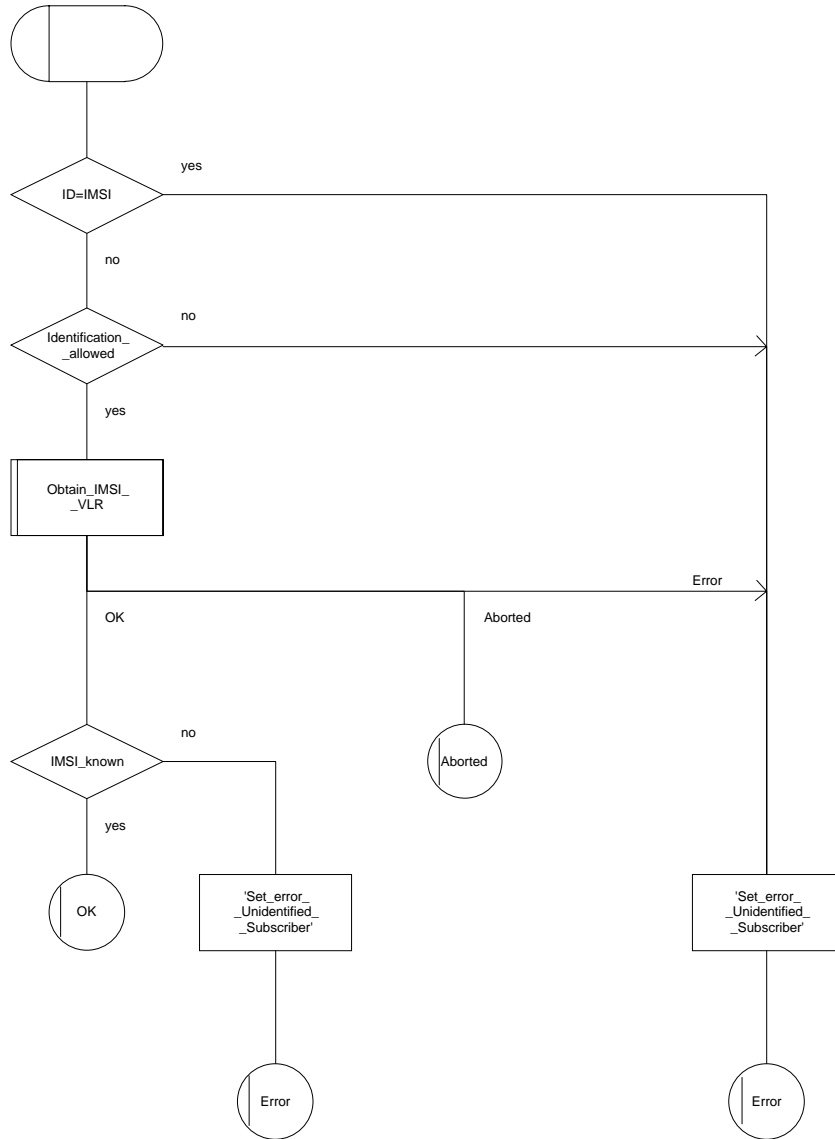 yes
ID=IMSI
no
no
Identification_
_allowed
yes
Obtain_IMSI_
_VLR
Error
OK
Aborted
no
IMSI_known
Aborted
yes
OK
'Set_error_
_Unidentified_
_Subscriber'
'Set_error_
_Unidentified_
_Subscriber'
Error
Error